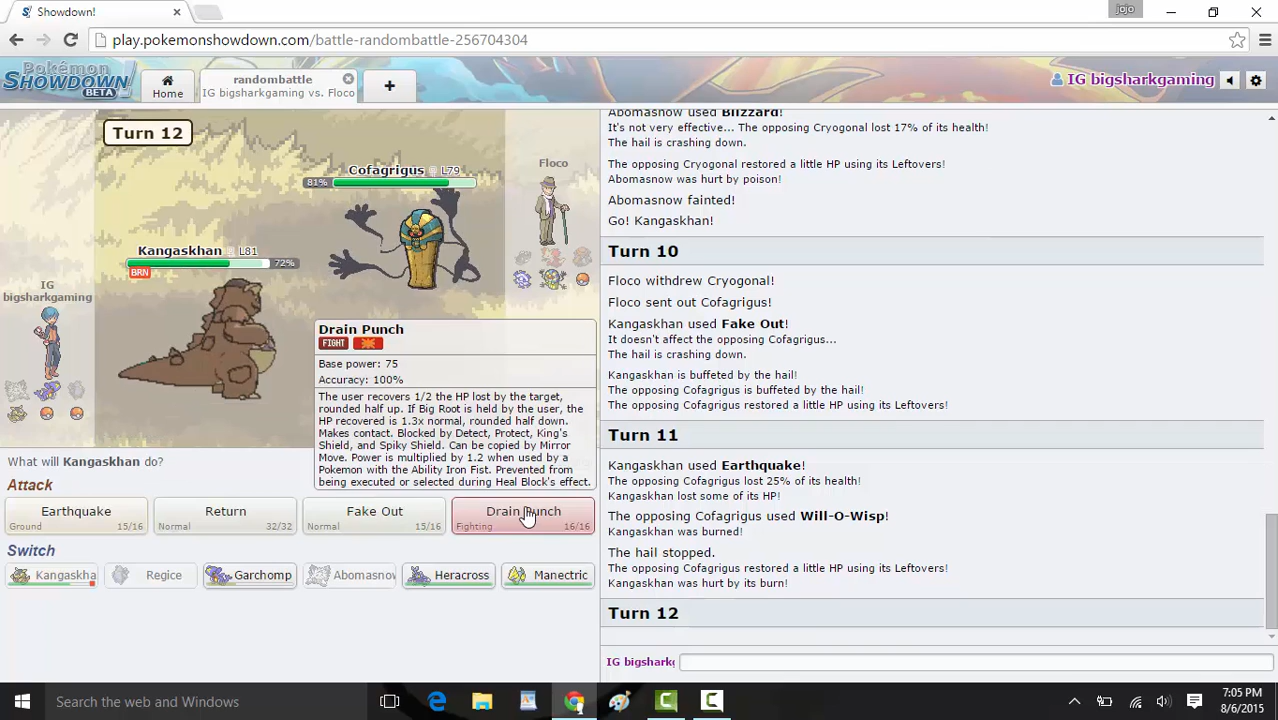 Showdown!
jojo
play.pokemonshowdown.com/battle-randombattle-256704304
Pokémon
SHOWDOWN
BETA
Home
randombattle
IG bigsharkgaming vs. Floco
+
IG bigsharkgaming
Turn 12
Cofagrigus L79
81%
Floco
Kangaskhan L81
72%
BRN
IG
bigsharkgaming
Drain Punch
FIGHT
Base power: 75
Accuracy: 100%
The user recovers 1/2 the HP lost by the target,
rounded half up. If Big Root is held by the user, the
HP recovered is 1.3x normal, rounded half down.
Makes contact. Blocked by Detect, Protect, King's
Shield, and Spiky Shield. Can be copied by Mirror
Move. Power is multiplied by 1.2 when used by a
Pokemon with the Ability Iron Fist. Prevented from
being executed or selected during Heal Block's effect.
What will Kangaskhan do?
Attack
Earthquake
Ground 15/16
Return
Normal 32/32
Fake Out
Normal 15/16
Drain Punch
Fighting 16/16
Switch
Kangaskha
Regice
Garchomp
Abomasnov
Heracross
Manectric
Abomasnow used Blizzard!
It's not very effective... The opposing Cryogonal lost 17% of its health!
The hail is crashing down.
The opposing Cryogonal restored a little HP using its Leftovers!
Abomasnow was hurt by poison!
Abomasnow fainted!
Go! Kangaskhan!
Turn 10
Floco withdrew Cryogonal!
Floco sent out Cofagrigus!
Kangaskhan used Fake Out!
It doesn't affect the opposing Cofagrigus...
The hail is crashing down.
Kangaskhan is buffeted by the hail!
The opposing Cofagrigus is buffeted by the hail!
The opposing Cofagrigus restored a little HP using its Leftovers!
Turn 11
Kangaskhan used Earthquake!
The opposing Cofagrigus lost 25% of its health!
Kangaskhan lost some of its HP!
The opposing Cofagrigus used Will-O-Wisp!
Kangaskhan was burned!
The hail stopped.
The opposing Cofagrigus restored a little HP using its Leftovers!
Kangaskhan was hurt by its burn!
Turn 12
IG bigshark
Search the web and Windows
7:05 PM
8/6/2015